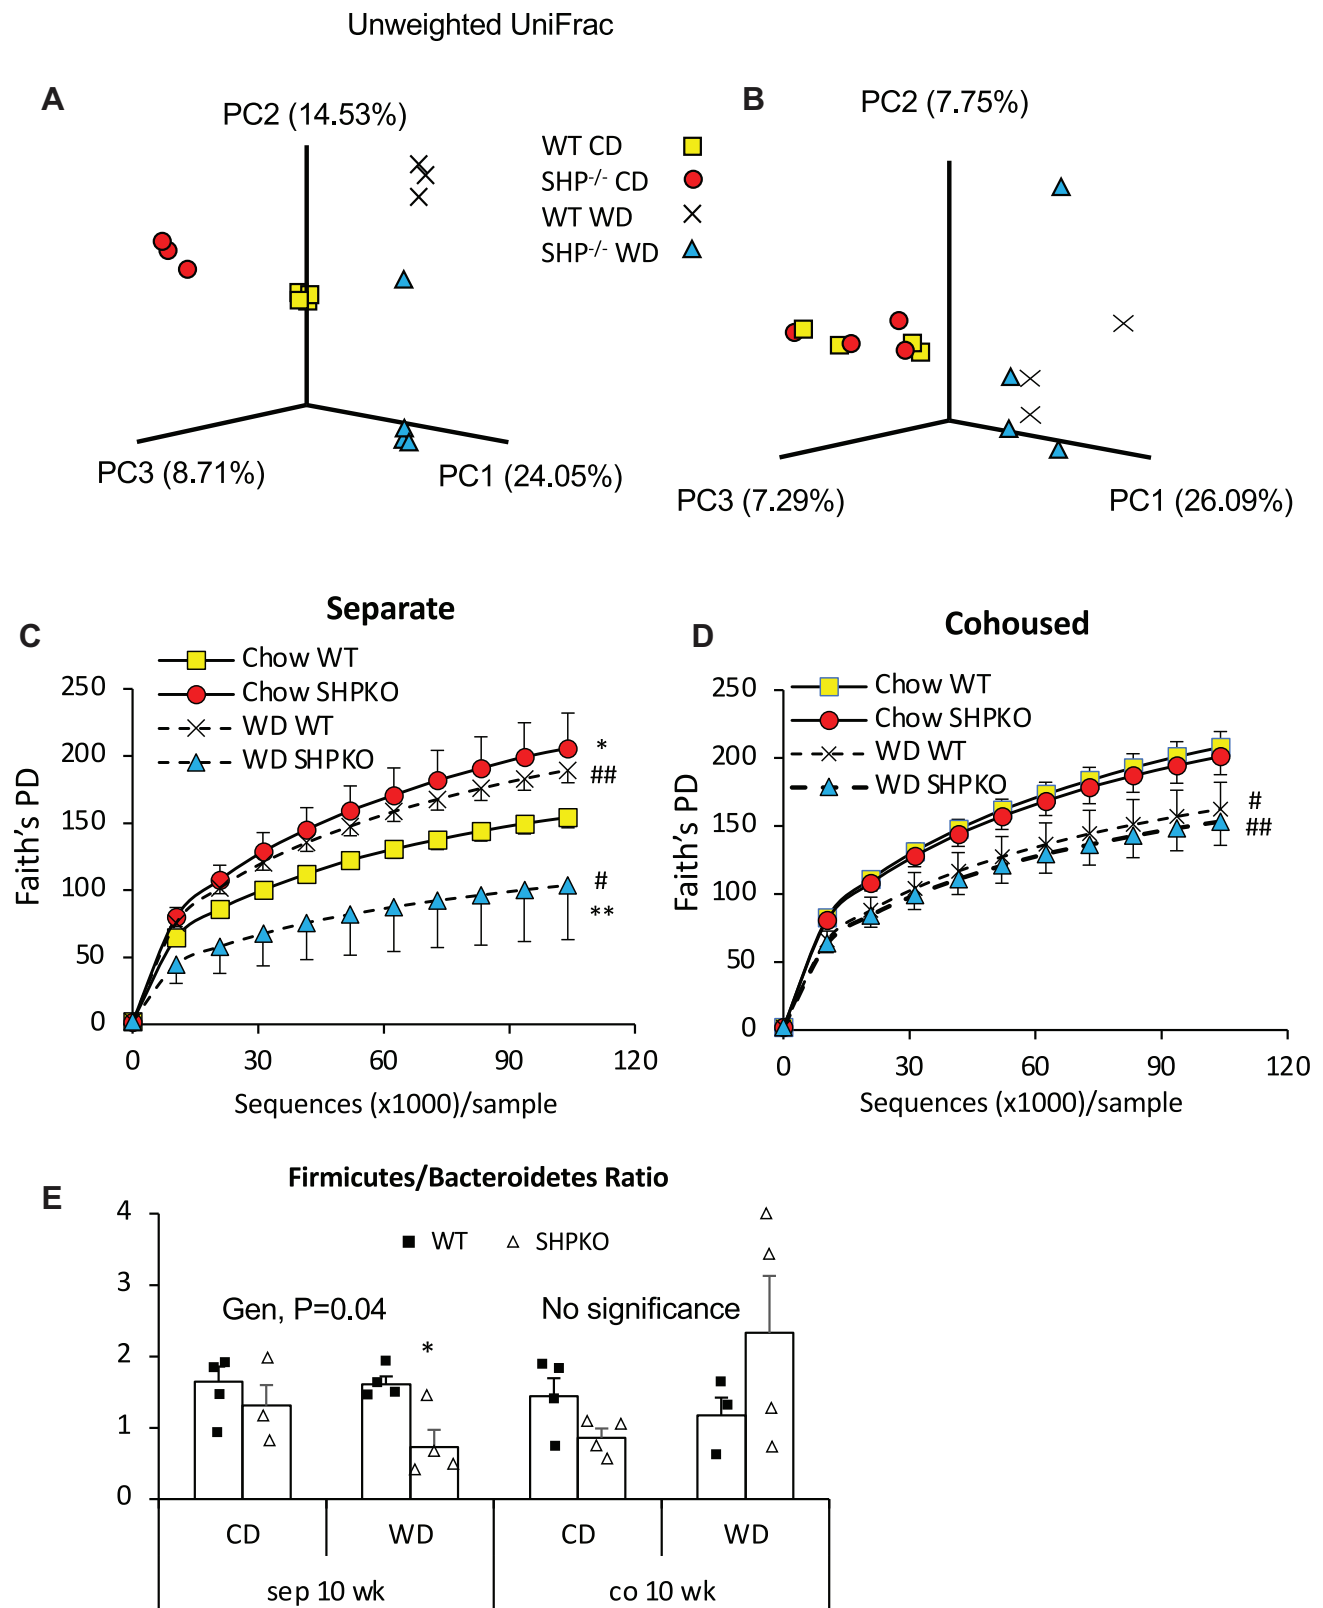 Unweighted UniFrac
A
B
PC2 (14.53%)
PC2 (7.75%)
WT CD
SHP-/- CD
WT WD
SHP-/- WD
PC3 (8.71%)
PC1 (24.05%)
PC3 (7.29%)
PC1 (26.09%)
C
Separate
Chow WT
Chow SHPKO
WD WT
WD SHPKO
Faith's PD
250
200
150
100
50
0
*
##
#
**
0 30 60 90 120
Sequences (x1000)/sample
D
Cohoused
Chow WT
Chow SHPKO
WD WT
WD SHPKO
Faith's PD
250
200
150
100
50
0
#
##
0 30 60 90 120
Sequences (x1000)/sample
E
Firmicutes/Bacteroidetes Ratio
WT SHPKO
4
3
2
1
0
Gen, P=0.04
No significance
*
CD WD CD WD
sep 10 wk co 10 wk